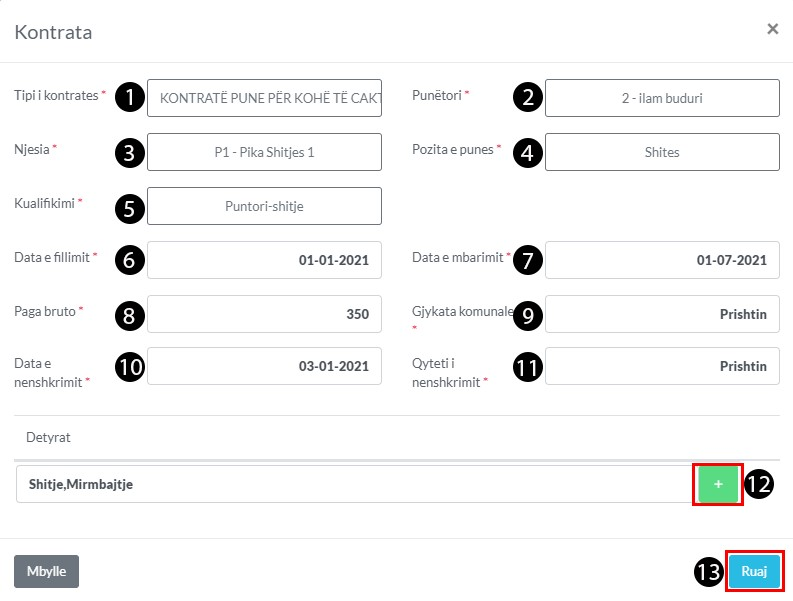 Kontrata ×
Tipi i kontrates * 1 KONTRATË PUNE PËR KOHË TË CAKT Punëtori * 2 2 - ilam buduri
Njesia * 3 P1 - Pika Shitjes 1 Pozita e punes * 4 Shites
Kualifikimi * 5 Puntori-shitje
Data e fillimit * 6 01-01-2021 Data e mbarimit * 7 01-07-2021
Paga bruto * 8 350 Gjykata komunale * 9 Prishtin
Data e nenshkrimit * 10 03-01-2021 Qyteti i nenshkrimit * 11 Prishtin
Detyrat
Shitje,Mirmbajtje + 12
Mbylle 13 Ruaj